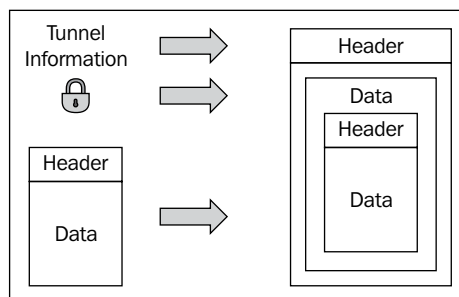 Tunnel
Information
Header
Data
Header
Data
Header
Data